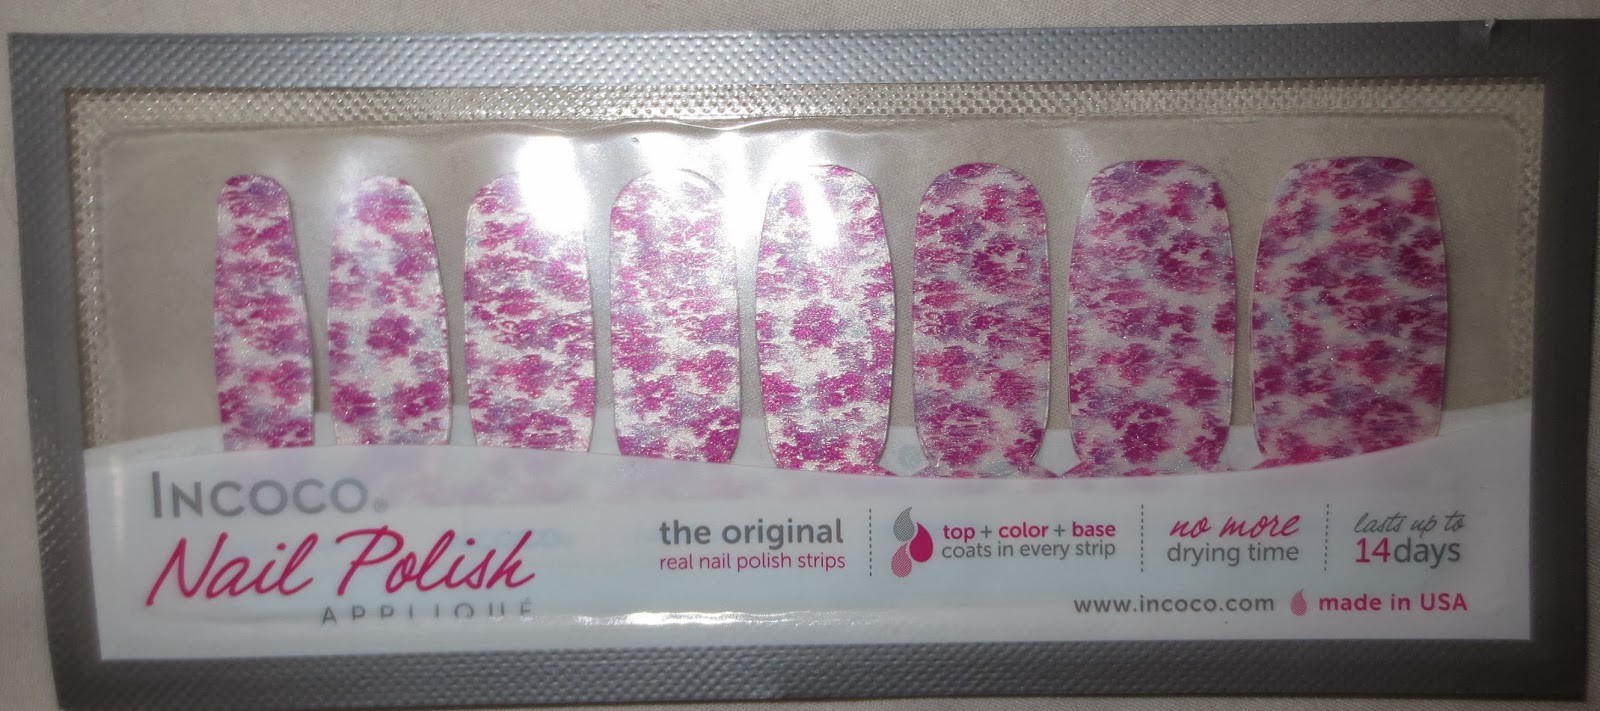 INCOCO®
Nail Polish
APPLIQUÉ
the original
real nail polish strips
top + color + base
coats in every strip
no more
drying time
lasts up to
14days
www.incoco.com
made in USA